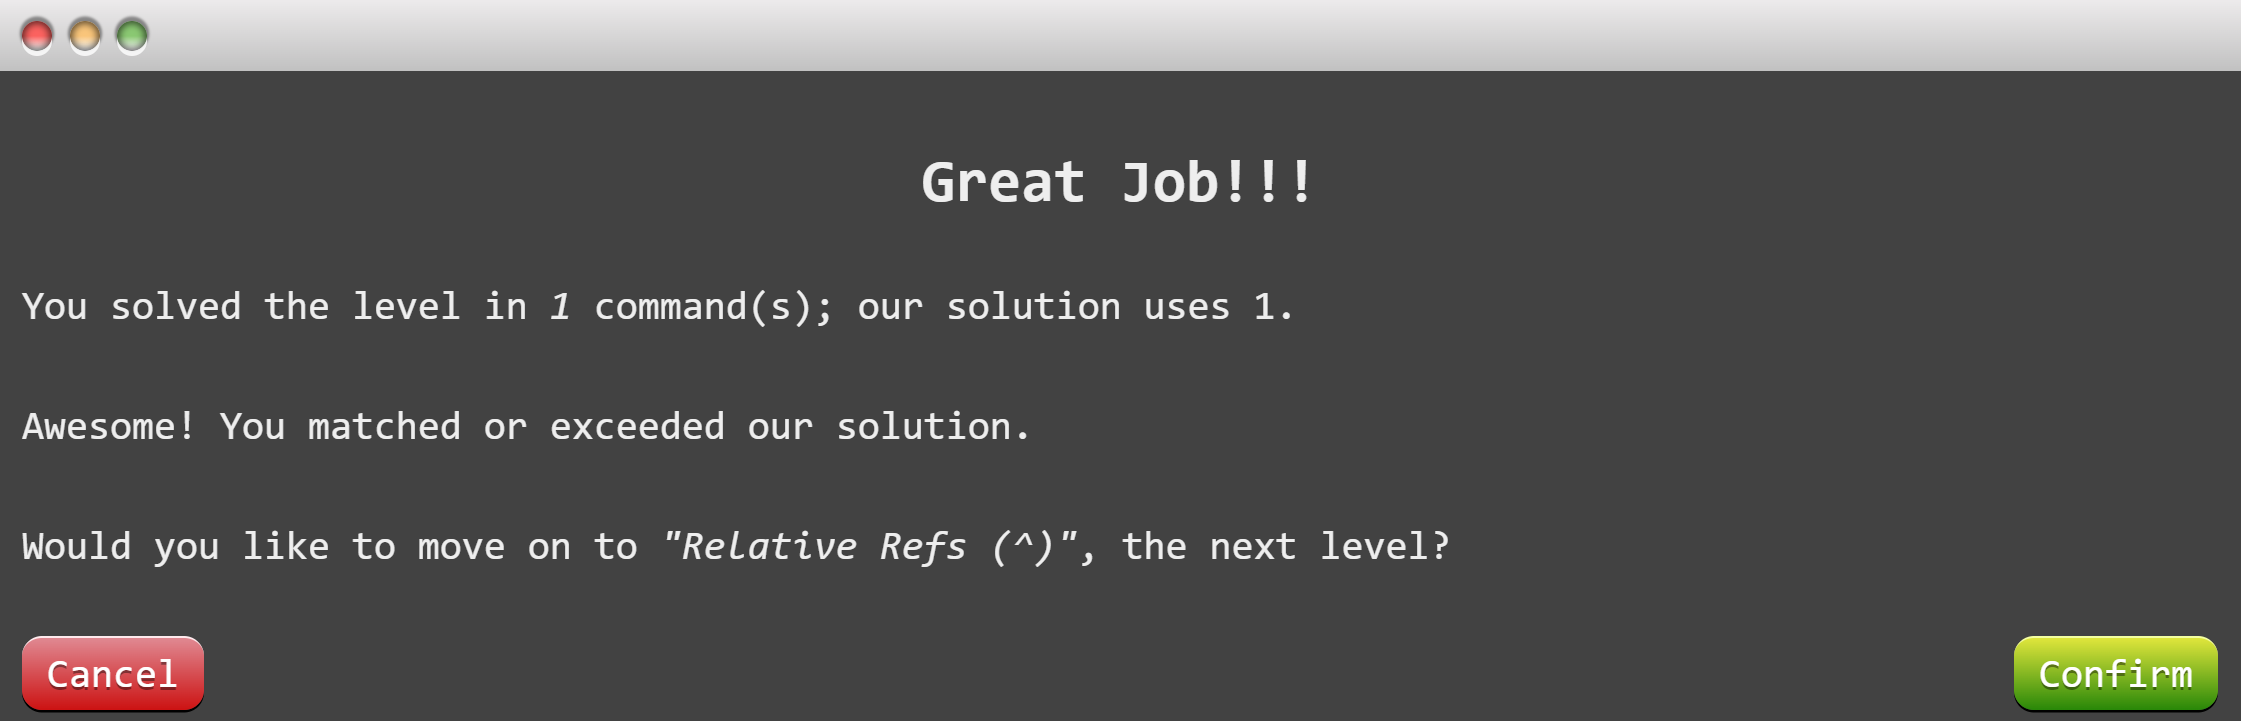 Great Job!!!
You solved the level in 1 command(s); our solution uses 1.
Awesome! You matched or exceeded our solution.
Would you like to move on to "Relative Refs (^)", the next level?
Cancel
Confirm